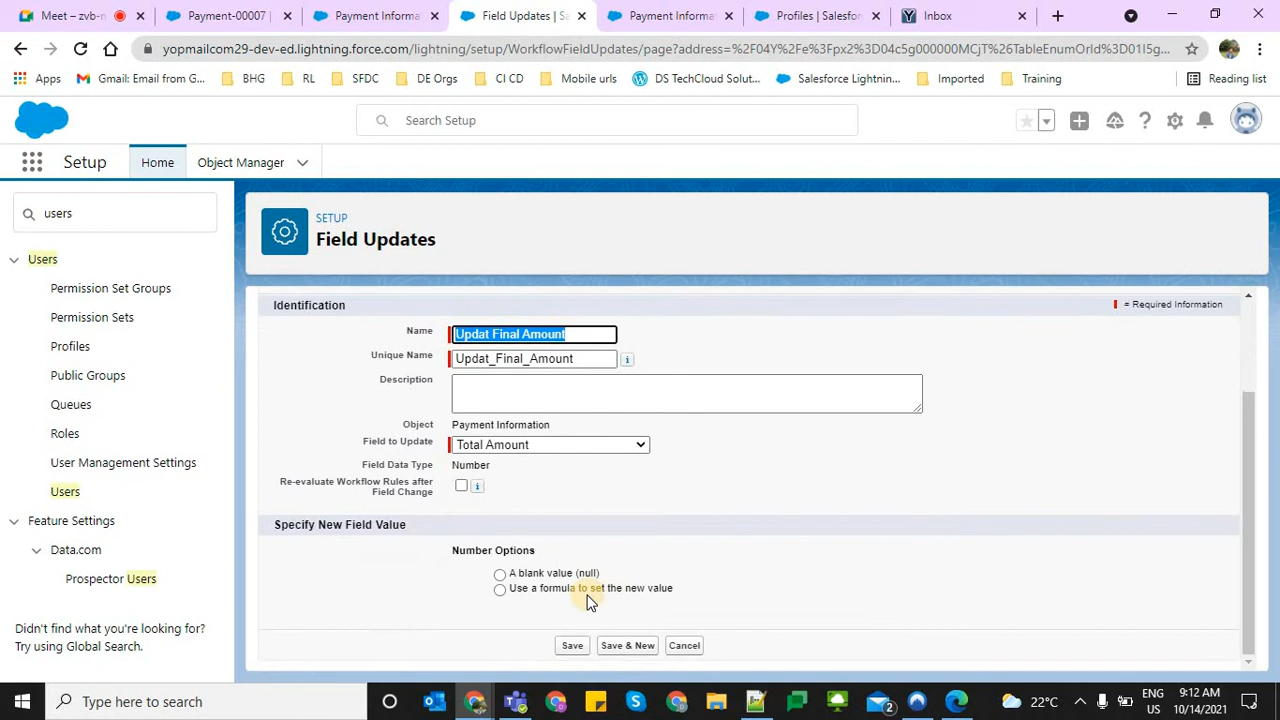 Meet – zvb-n
Payment-00007
Payment Informa
Field Updates | S
Payment Informa
Profiles | Salesfor
Inbox
yopmailcom29-dev-ed.lightning.force.com/lightning/setup/WorkflowFieldUpdates/page?address=%2F04Y%2Fe%3Fpx2%3D04c5g000000MCjT%26TableEnumOrId%3D01I5g...
Apps
Gmail: Email from G...
BHG
RL
SFDC
DE Orgs
CI CD
Mobile urls
DS TechCloud Solut...
Salesforce Lightnin...
Imported
Training
Reading list
Search Setup
Setup
Home
Object Manager
users
Users
Permission Set Groups
Permission Sets
Profiles
Public Groups
Queues
Roles
User Management Settings
Users
Feature Settings
Data.com
Prospector Users
Didn't find what you're looking for?
Try using Global Search.
SETUP
Field Updates
Identification
= Required Information
Name
Updat Final Amount
Unique Name
Updat_Final_Amount
Description
Object
Payment Information
Field to Update
Total Amount
Field Data Type
Number
Re-evaluate Workflow Rules after
Field Change
Specify New Field Value
Number Options
A blank value (null)
Use a formula to set the new value
Save
Save & New
Cancel
Type here to search
2
22°C
ENG
US
9:12 AM
10/14/2021